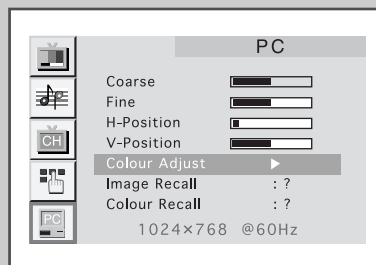 PC
Coarse
Fine
H-Position
V-Position
Colour Adjust
Image Recall : ?
Colour Recall : ?
1024×768 @60Hz
CH
PC